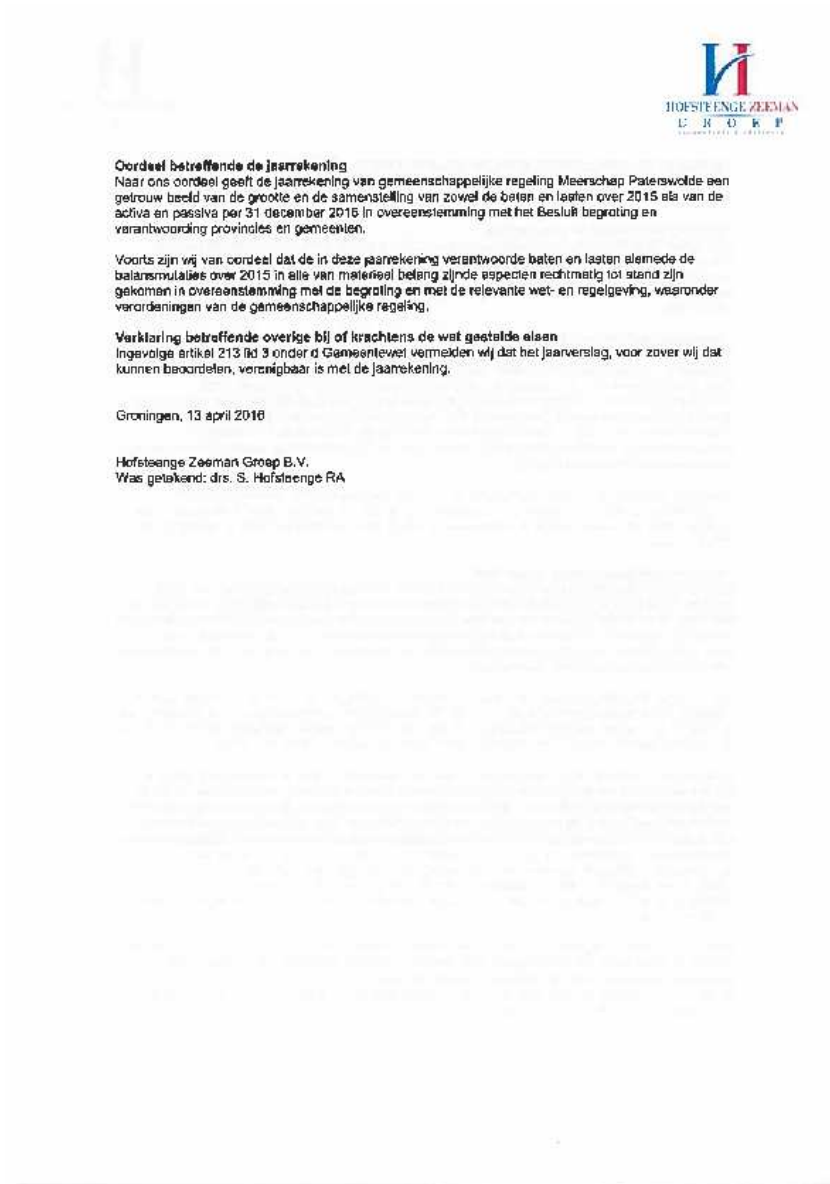 HOFSTEENGE ZEEMAN
GROEP
Oordeel betreffende de jaarrekening
Naar ons oordeel geeft de jaarrekening van gemeenschappelijke regeling Meerschap Paterswolde een
getrouw beeld van de grootte en de samenstelling van zowel de baten en lasten over 2015 als van de
activa en passiva per 31 december 2015 in overeenstemming met het Besluit begroting en
verantwoording provincies en gemeenten.
Voorts zijn wij van oordeel dat de in deze jaarrekening verantwoorde baten en lasten alsmede de
balansmutaties over 2015 in alle van materieel belang zijnde aspecten rechtmatig tot stand zijn
gekomen in overeenstemming met de begroting en met de relevante wet- en regelgeving, waaronder
verordeningen van de gemeenschappelijke regeling.
Verklaring betreffende overige bij of krachtens de wet gestelde eisen
Ingevolge artikel 213 lid 3 onder d Gemeentewet vermelden wij dat het jaarverslag, voor zover wij dat
kunnen beoordelen, verenigbaar is met de jaarrekening.
Groningen, 13 april 2016
Hofsteenge Zeeman Groep B.V.
Was getekend: drs. S. Hofsteenge RA